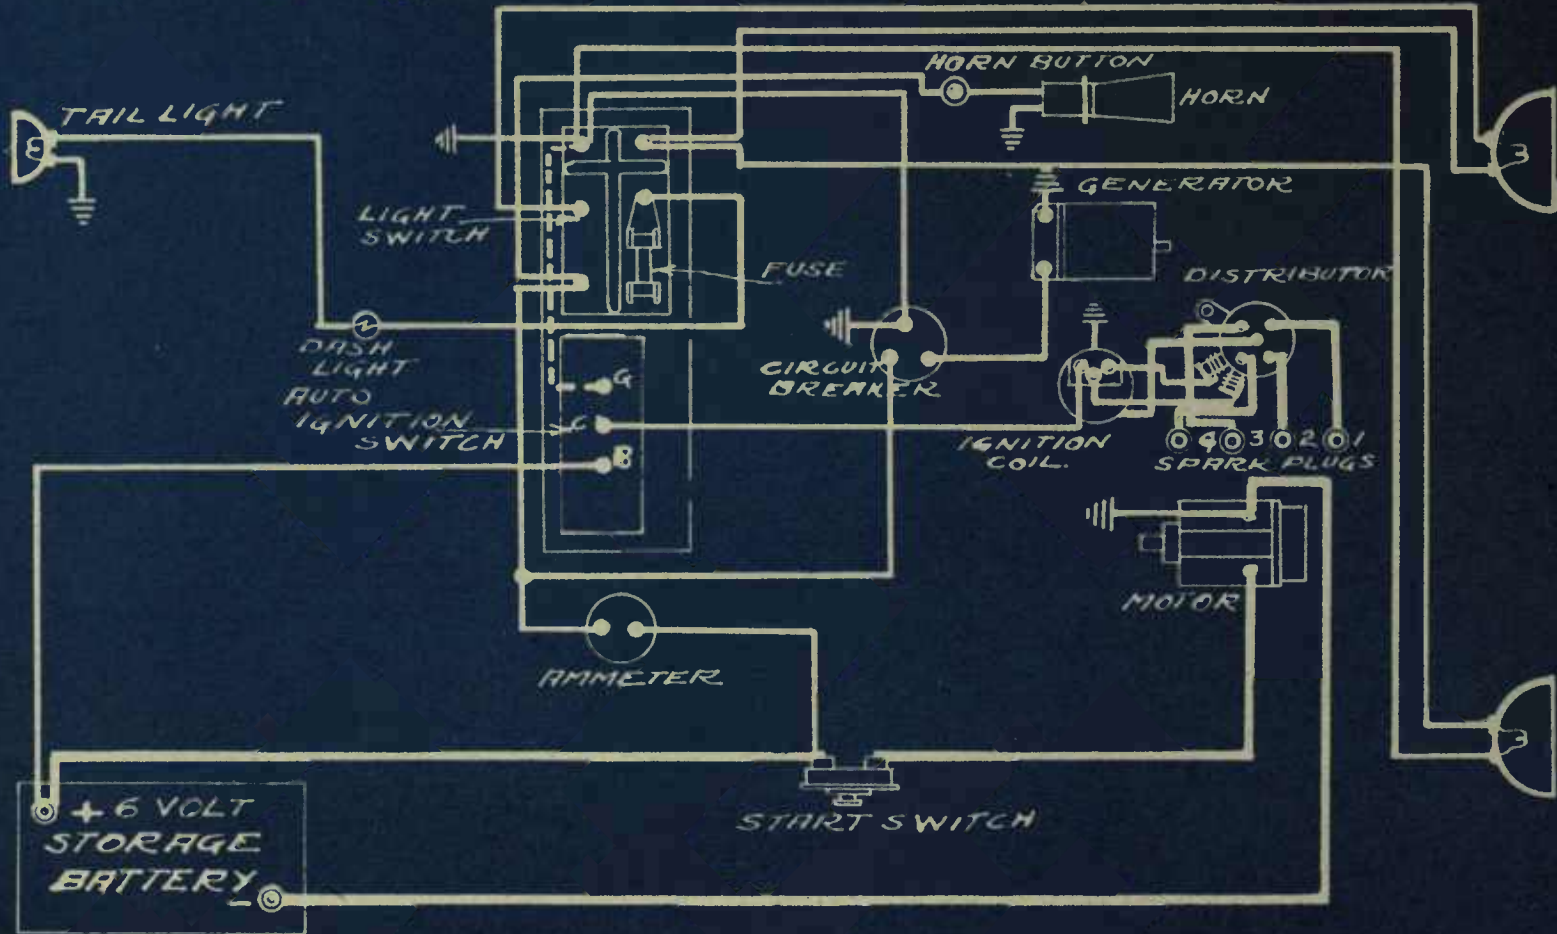 HORN BUTTON
HORN
TAIL LIGHT
GENERATOR
LIGHT
SWITCH
FUSE
DISTRIBUTOR
DASH
LIGHT
CIRCUIT
BREAKER
AUTO
IGNITION
SWITCH
G
C
B
IGNITION
COIL.
4 3 2 1
SPARK PLUGS
MOTOR
AMMETER
START SWITCH
+ 6 VOLT
STORAGE
BATTERY
-